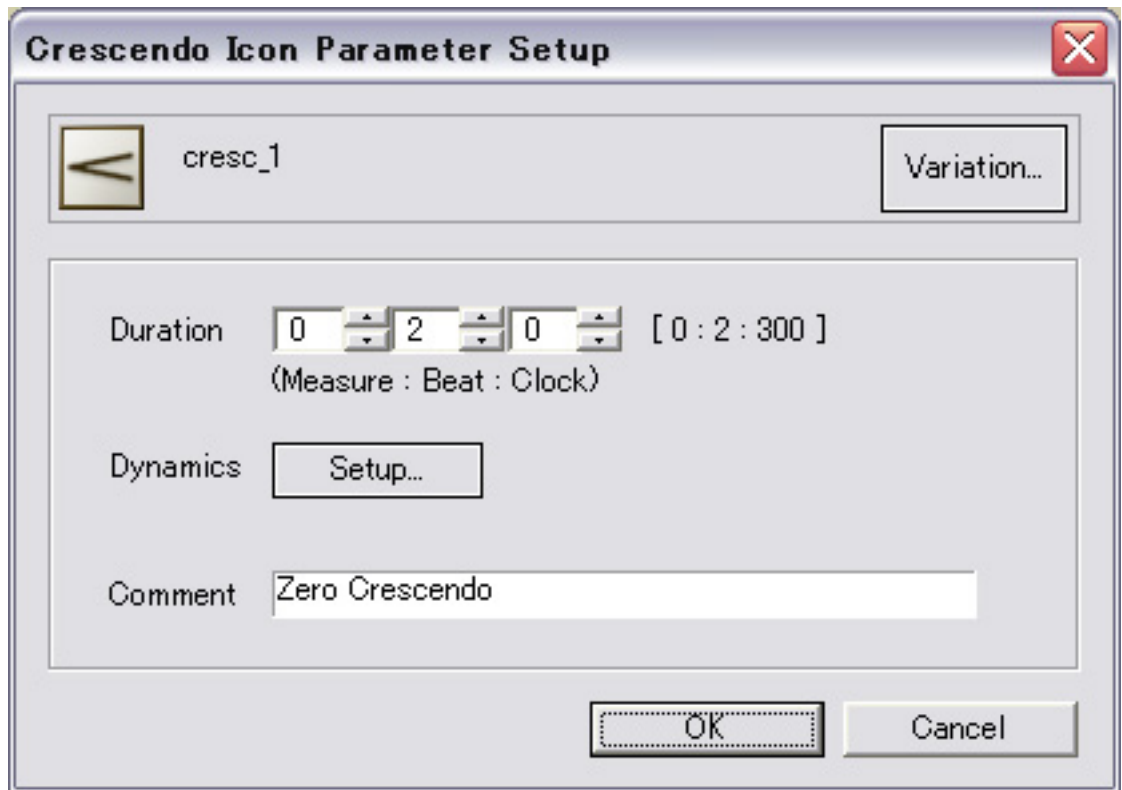 Crescendo Icon Parameter Setup
cresc_1
Variation...
Duration 0 2 0 [ 0 : 2 : 300 ]
(Measure : Beat : Clock)
Dynamics Setup...
Comment Zero Crescendo
OK Cancel